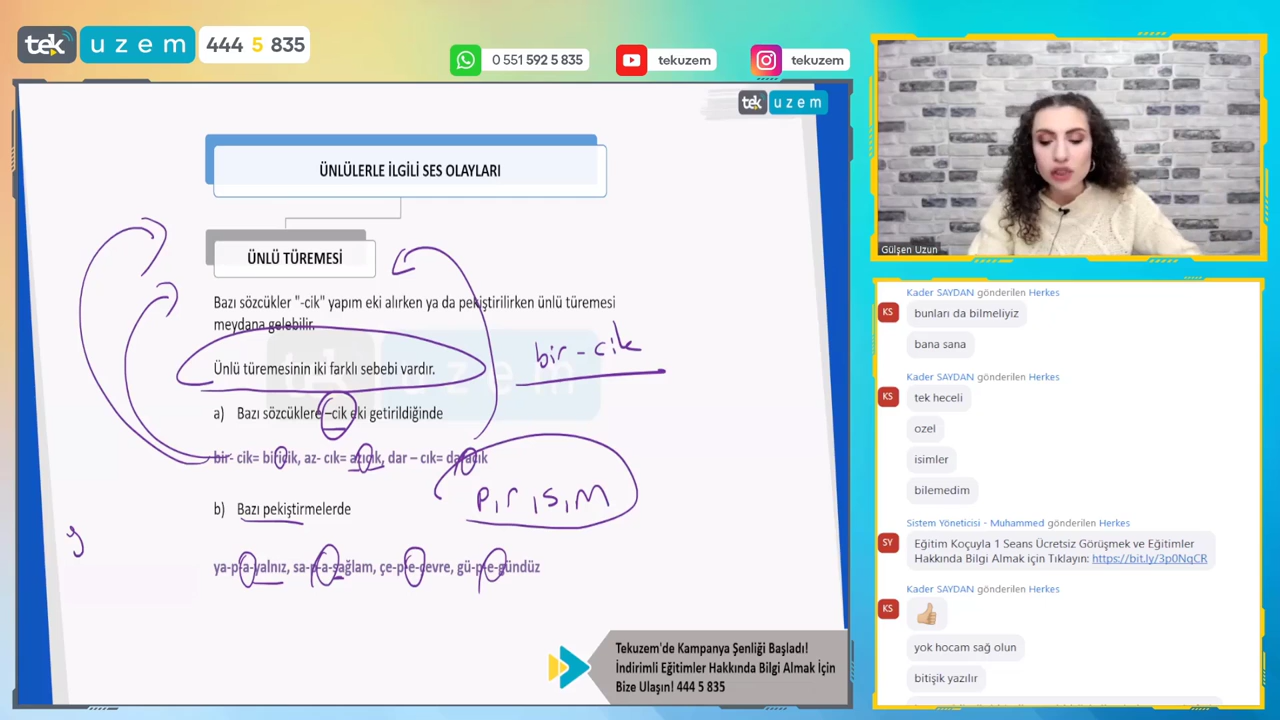 tek uzem 444 5 835
0 551 592 5 835
tekuzem
tekuzem
tek uzem
ÜNLÜLERLE İLGİLİ SES OLAYLARI
ÜNLÜ TÜREMESİ
Bazı sözcükler "-cik" yapım eki alırken ya da pekiştirilirken ünlü türemesi
meydana gelebilir.
bir-cik
Ünlü türemesinin iki farklı sebebi vardır.
a) Bazı sözcüklere –cik eki getirildiğinde
bir- cik= biricik, az- cık= azıcık, dar – cık= daracık
p,r,s,m
b) Bazı pekiştirmelerde
y
ya-p-a-yalnız, sa-p-a-sağlam, çe-p-e-çevre, gü-p-e-gündüz
Tekuzem'de Kampanya Şenliği Başladı!
İndirimli Eğitimler Hakkında Bilgi Almak İçin
Bize Ulaşın! 444 5 835
Gülşen Uzun
Kader SAYDAN gönderilen Herkes
KS
bunları da bilmeliyiz
bana sana
Kader SAYDAN gönderilen Herkes
KS
tek heceli
ozel
isimler
bilemedim
Sistem Yöneticisi - Muhammed gönderilen Herkes
SY
Eğitim Koçuyla 1 Seans Ücretsiz Görüşmek ve Eğitimler
Hakkında Bilgi Almak için Tıklayın: https://bit.ly/3p0NqCR
Kader SAYDAN gönderilen Herkes
KS
yok hocam sağ olun
bitişik yazılır